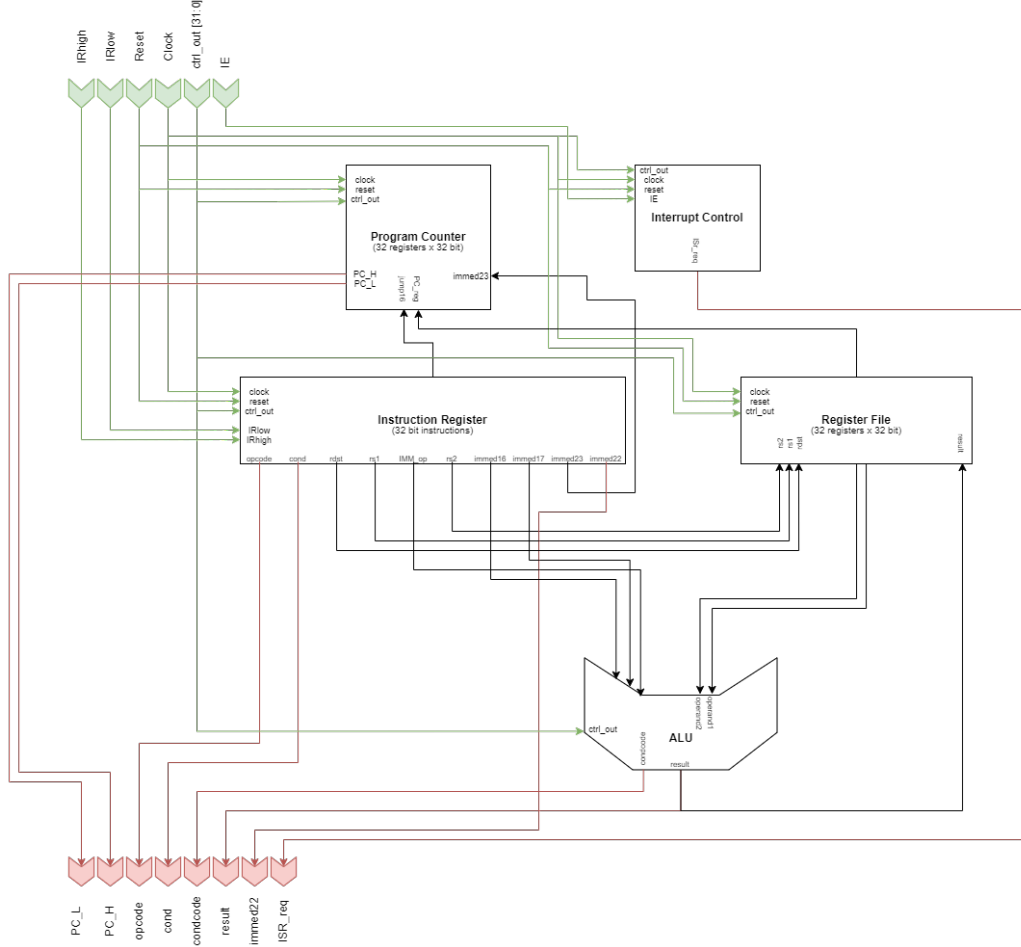 IRhigh
IRlow
Reset
Clock
ctrl_out [31:0]
IE
clock
reset
ctrl_out
Program Counter
(32 registers x 32 bit)
PC_H
PC_L
jump16
PC_reg
immed23
ctrl_out
clock
reset
IE
Interrupt Control
ISr_req
clock
reset
ctrl_out
IRlow
IRhigh
Instruction Register
(32 bit instructions)
opcode
cond
rdst
rs1
IMM_op
rs2
immed16
immed17
immed23
immed22
clock
reset
ctrl_out
Register File
(32 registers x 32 bit)
rs2
rs1
rdst
result
ctrl_out
operand2
operand1
ALU
condcode
result
PC_L
PC_H
opcode
cond
condcode
result
immed22
ISR_req